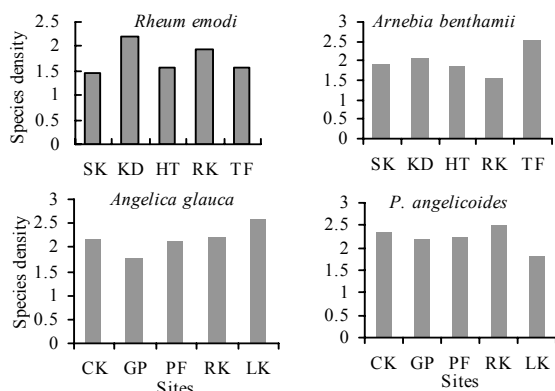 Rheum emodi
Species density
2.5
2
1.5
1
0.5
0
SK KD HT RK TF
Arnebia benthamii
3
2.5
2
1.5
1
0.5
0
SK KD HT RK TF
Angelica glauca
Species density
3
2.5
2
1.5
1
0.5
0
CK GP PF RK LK
Sites
P. angelicoides
3
2.5
2
1.5
1
0.5
0
CK GP PF RK LK
Sites